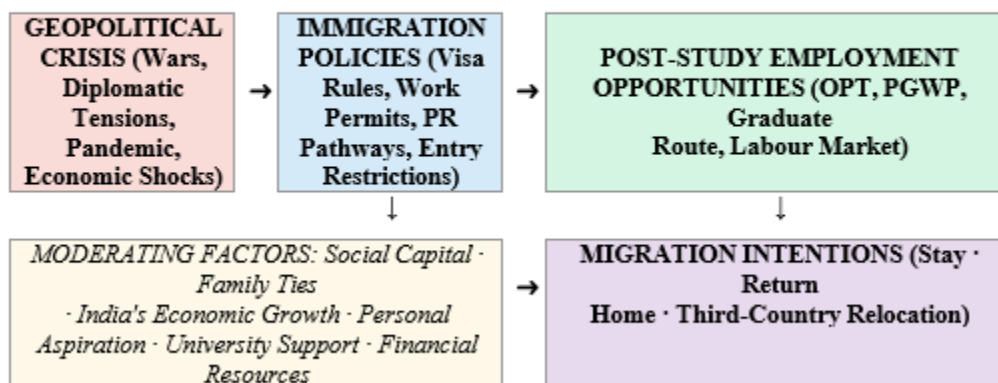 GEOPOLITICAL
CRISIS (Wars,
Diplomatic
Tensions,
Pandemic,
Economic Shocks)
→
IMMIGRATION
POLICIES (Visa
Rules, Work
Permits, PR
Pathways, Entry
Restrictions)
→
POST-STUDY EMPLOYMENT
OPPORTUNITIES (OPT, PGWP,
Graduate
Route, Labour Market)
↓
↓
MODERATING FACTORS: Social Capital ·
Family Ties
· India's Economic Growth · Personal
Aspiration · University Support · Financial
Resources
→
MIGRATION INTENTIONS (Stay ·
Return
Home · Third-Country Relocation)